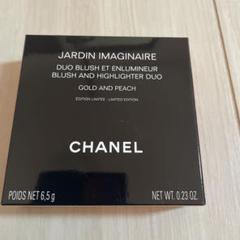 JARDIN IMAGINAIRE
DUO BLUSH ET ENLUMINEUR
BLUSH AND HIGHLIGHTER DUO
GOLD AND PEACH
EDITION LIMITÉE - LIMITED EDITION
CHANEL
POIDS NET 6,5 g NET WT. 0.23 OZ.